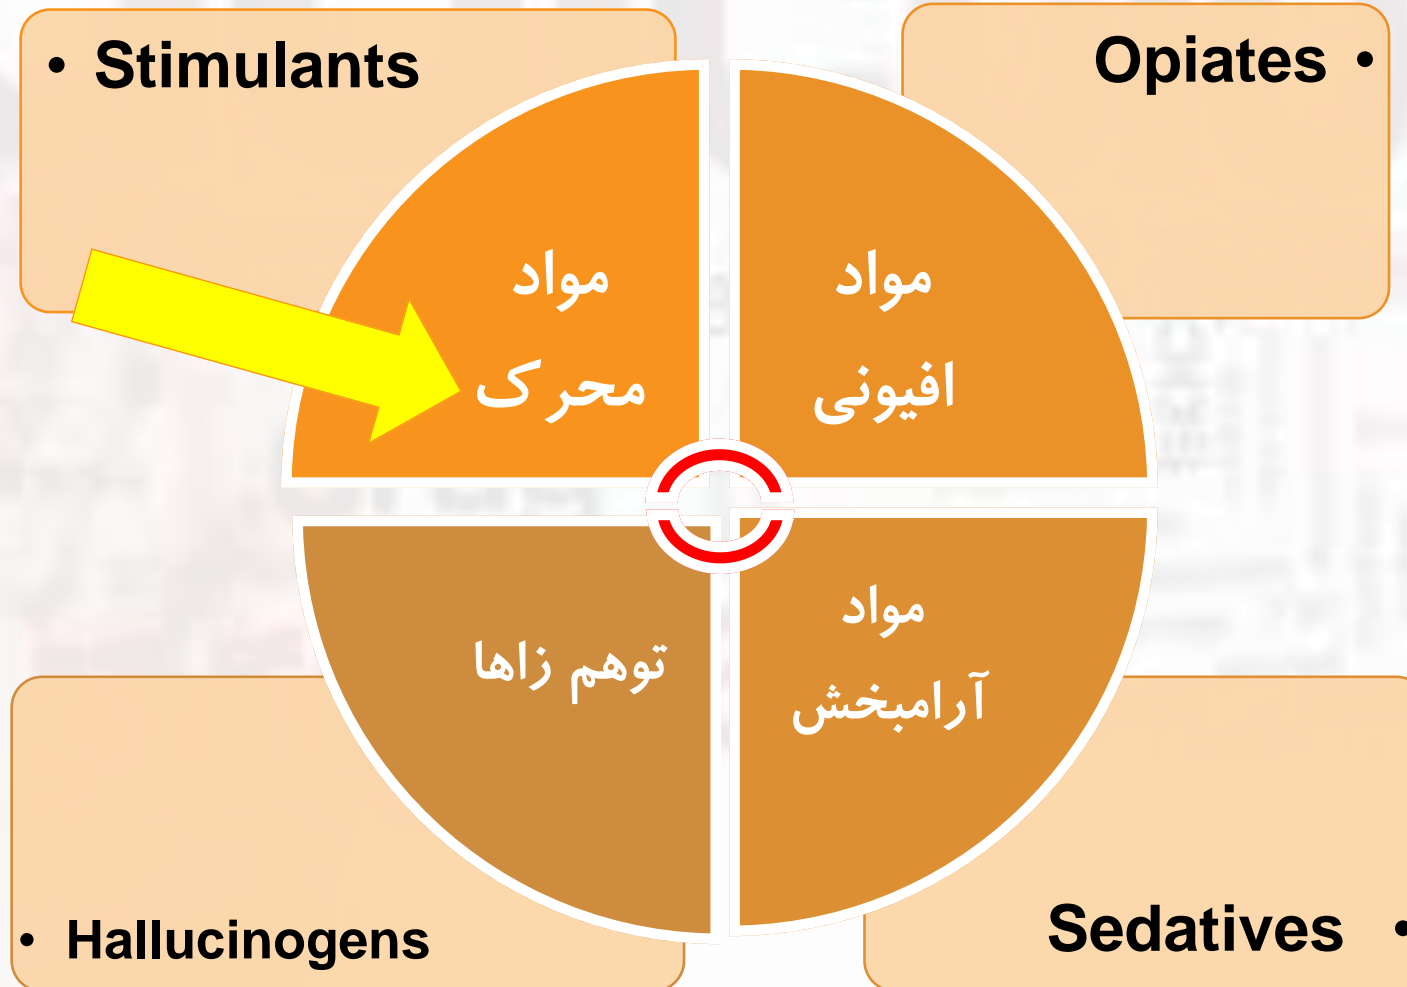 • Stimulants
Opiates •
مواد
محرک
مواد
افیونی
توهم زاها
مواد
آرامبخش
• Hallucinogens
Sedatives •